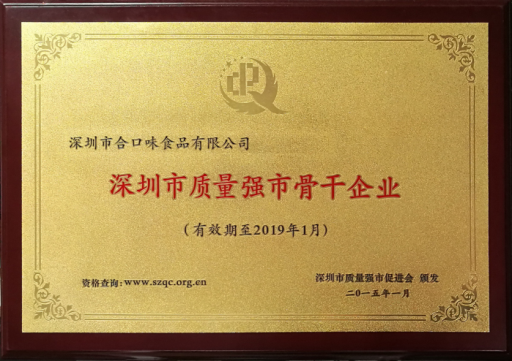 深圳市合口味食品有限公司
深圳市质量强市骨干企业
（有效期至2019年1月）
资格查询：www.szqc.org.cn
深圳市质量强市促进会 颁发
二〇一五年一月